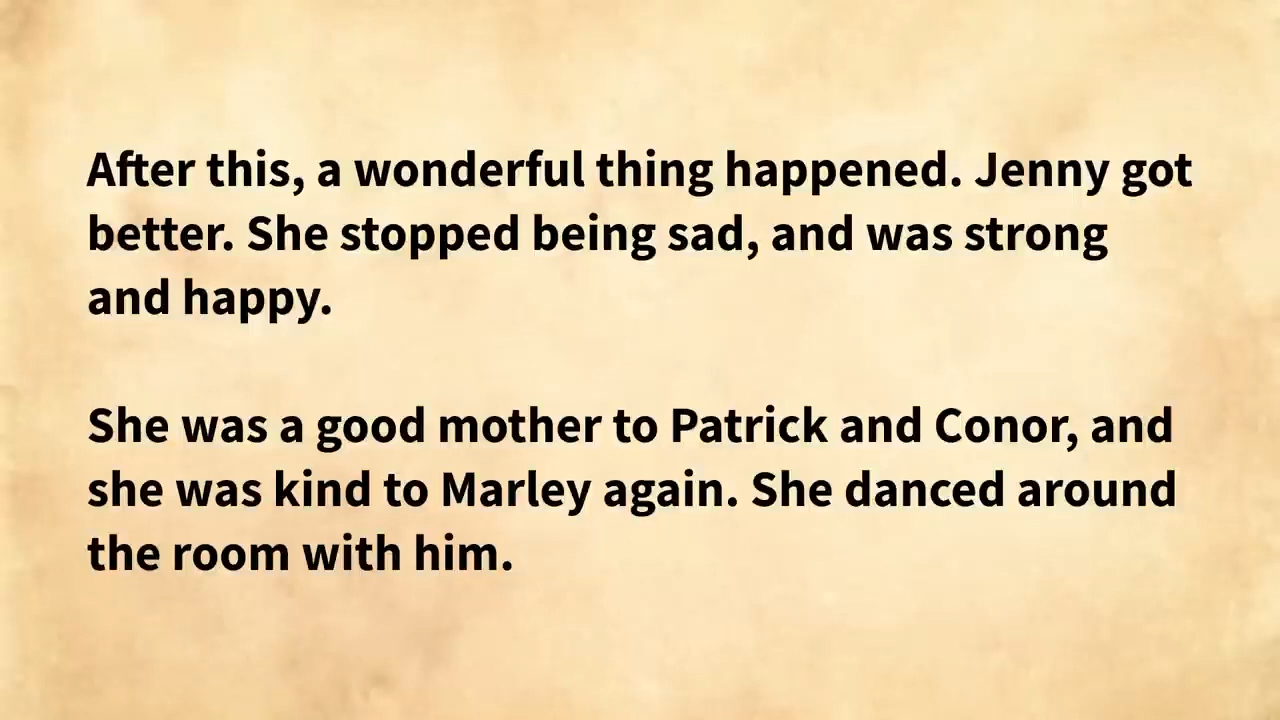 After this, a wonderful thing happened. Jenny got
better. She stopped being sad, and was strong
and happy.
She was a good mother to Patrick and Conor, and
she was kind to Marley again. She danced around
the room with him.